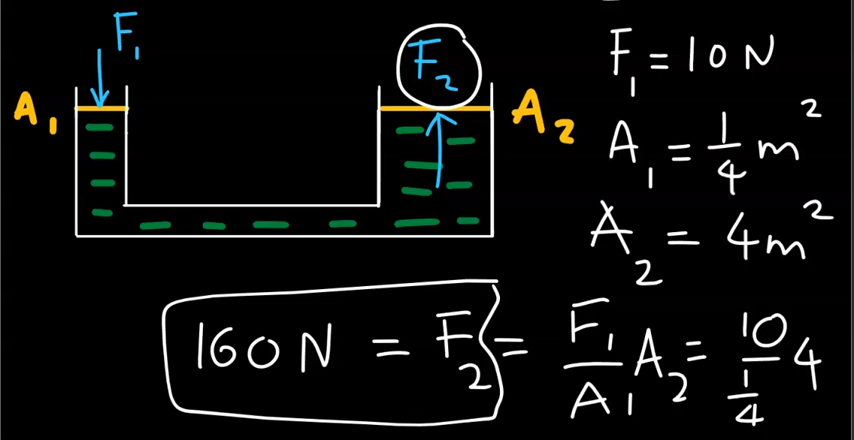 F₁
F₂
A₁
A₂
F₁ = 10 N
A₁ = 1/4 m²
A₂ = 4m²
160 N = F₂ = F₁/A₁ A₂ = 10/(1/4) 4